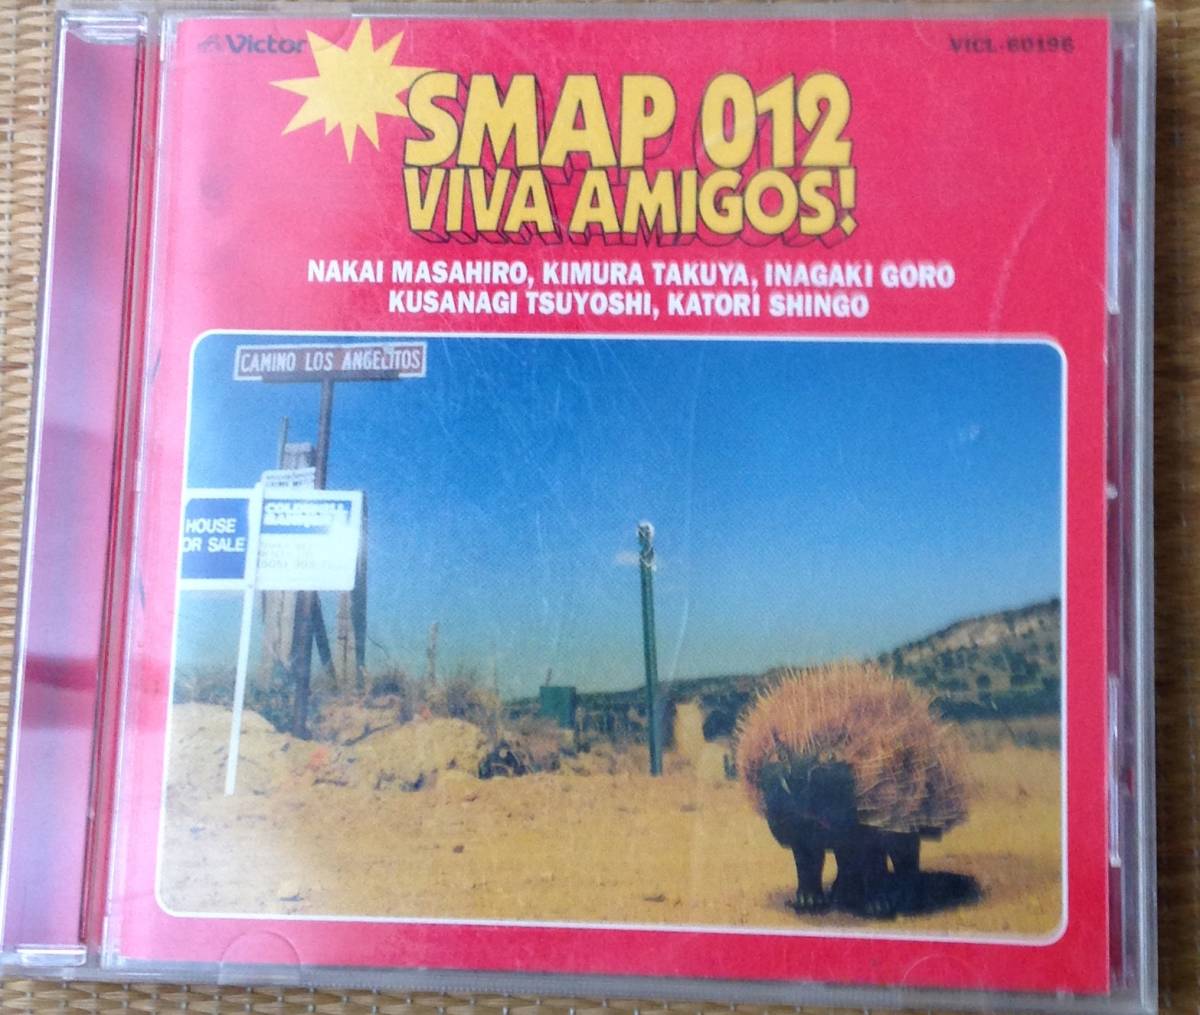 Victor
VICL-60196
SMAP 012
VIVA AMIGOS!
NAKAI MASAHIRO, KIMURA TAKUYA, INAGAKI GORO
KUSANAGI TSUYOSHI, KATORI SHINGO
CAMINO LOS ANGELITOS
HOUSE
OR SALE
COLDWELL